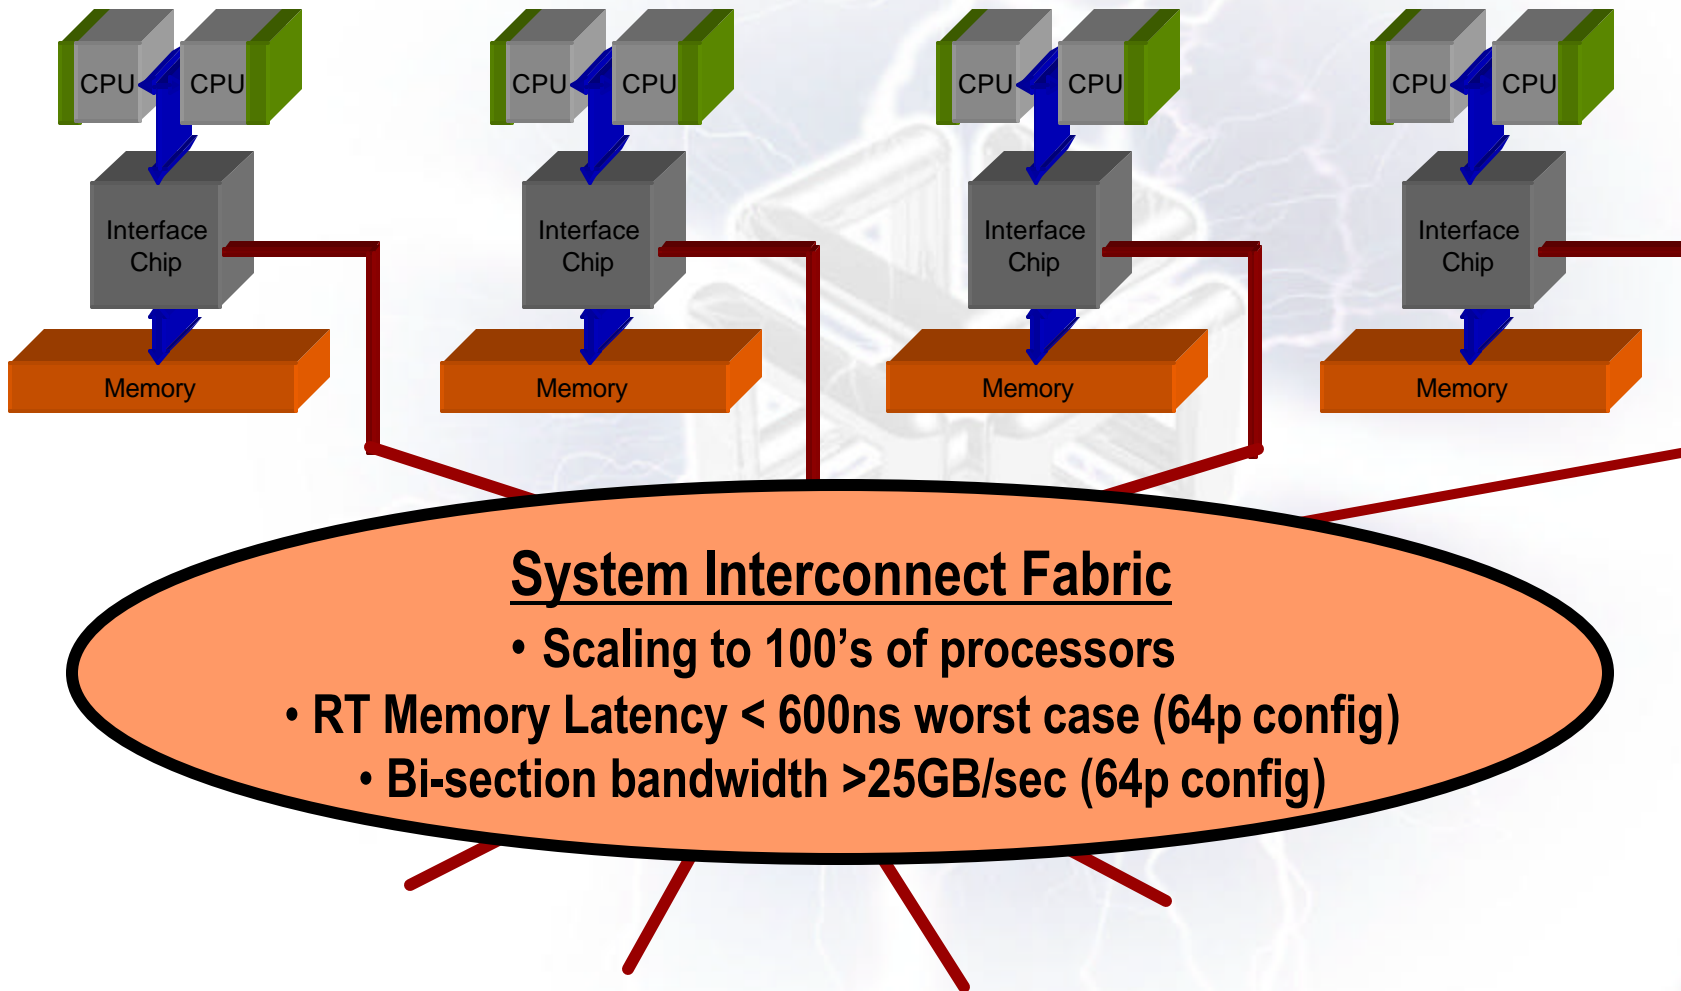 CPU CPU CPU CPU CPU CPU CPU CPU
Interface Interface Interface Interface
Chip Chip Chip Chip
Memory Memory Memory Memory
System Interconnect Fabric
• Scaling to 100’s of processors
• RT Memory Latency < 600ns worst case (64p config)
• Bi-section bandwidth >25GB/sec (64p config)